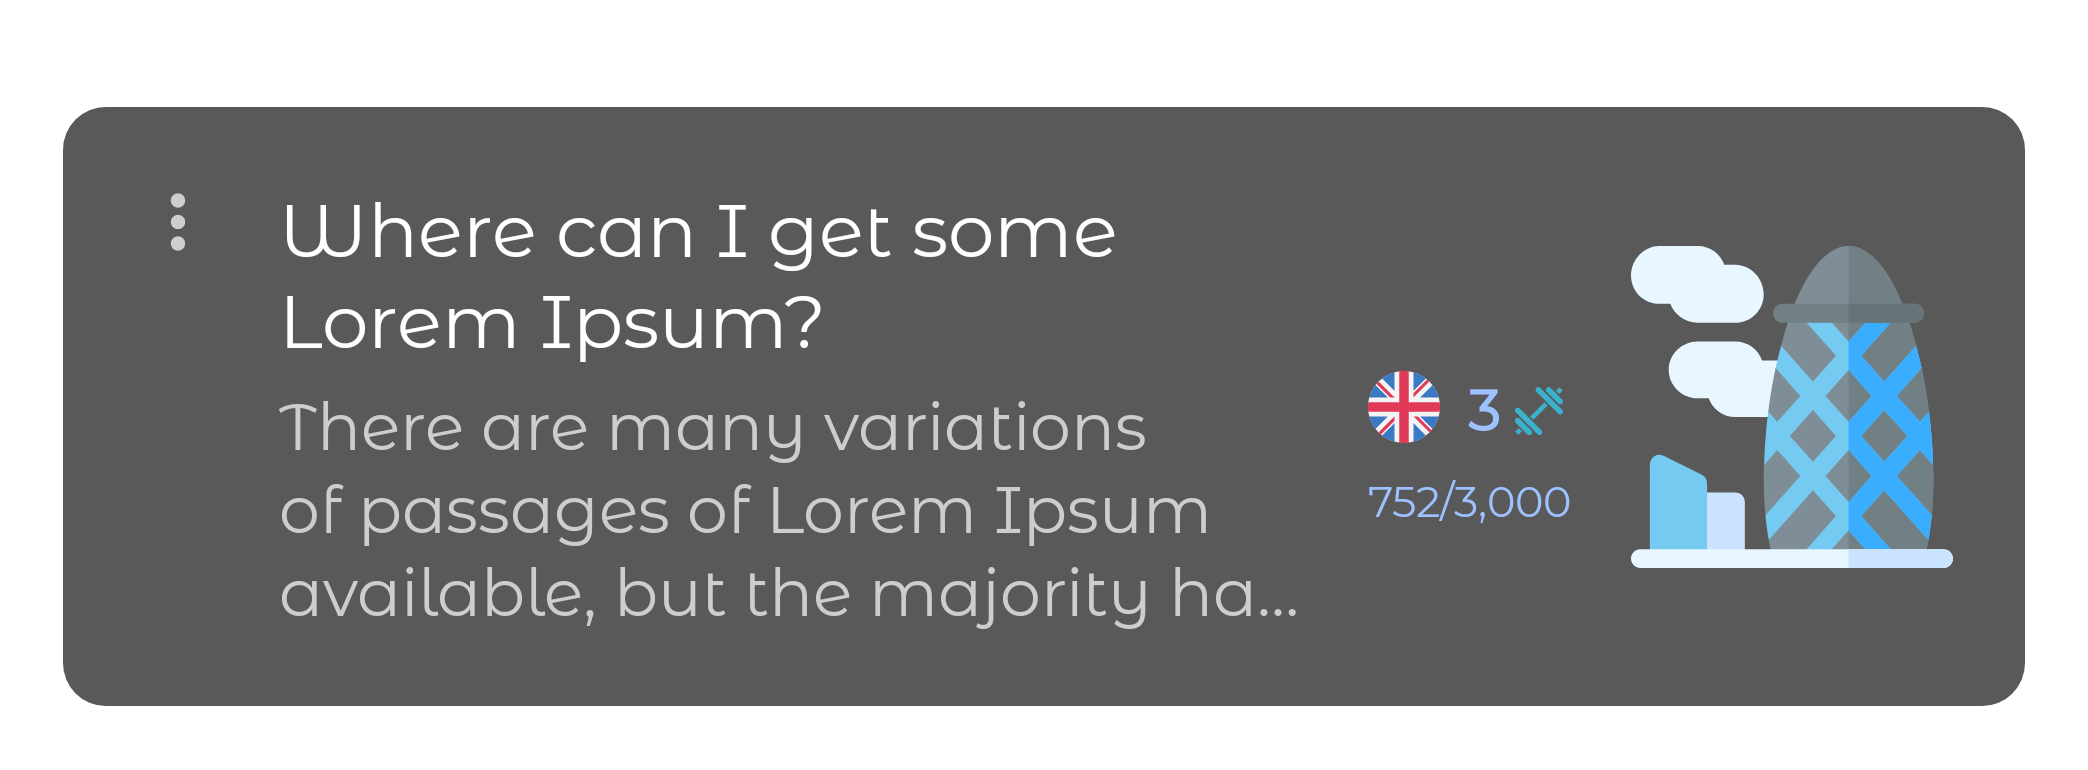 Where can I get some
Lorem Ipsum?
There are many variations
of passages of Lorem Ipsum
available, but the majority ha...
3
752/3,000